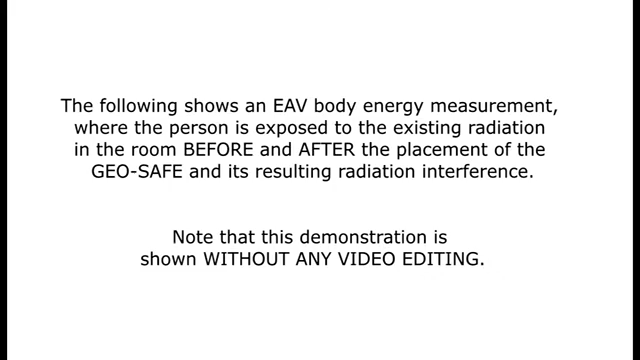 The following shows an EAV body energy measurement,
where the person is exposed to the existing radiation
in the room BEFORE and AFTER the placement of the
GEO-SAFE and its resulting radiation interference.
Note that this demonstration is
shown WITHOUT ANY VIDEO EDITING.